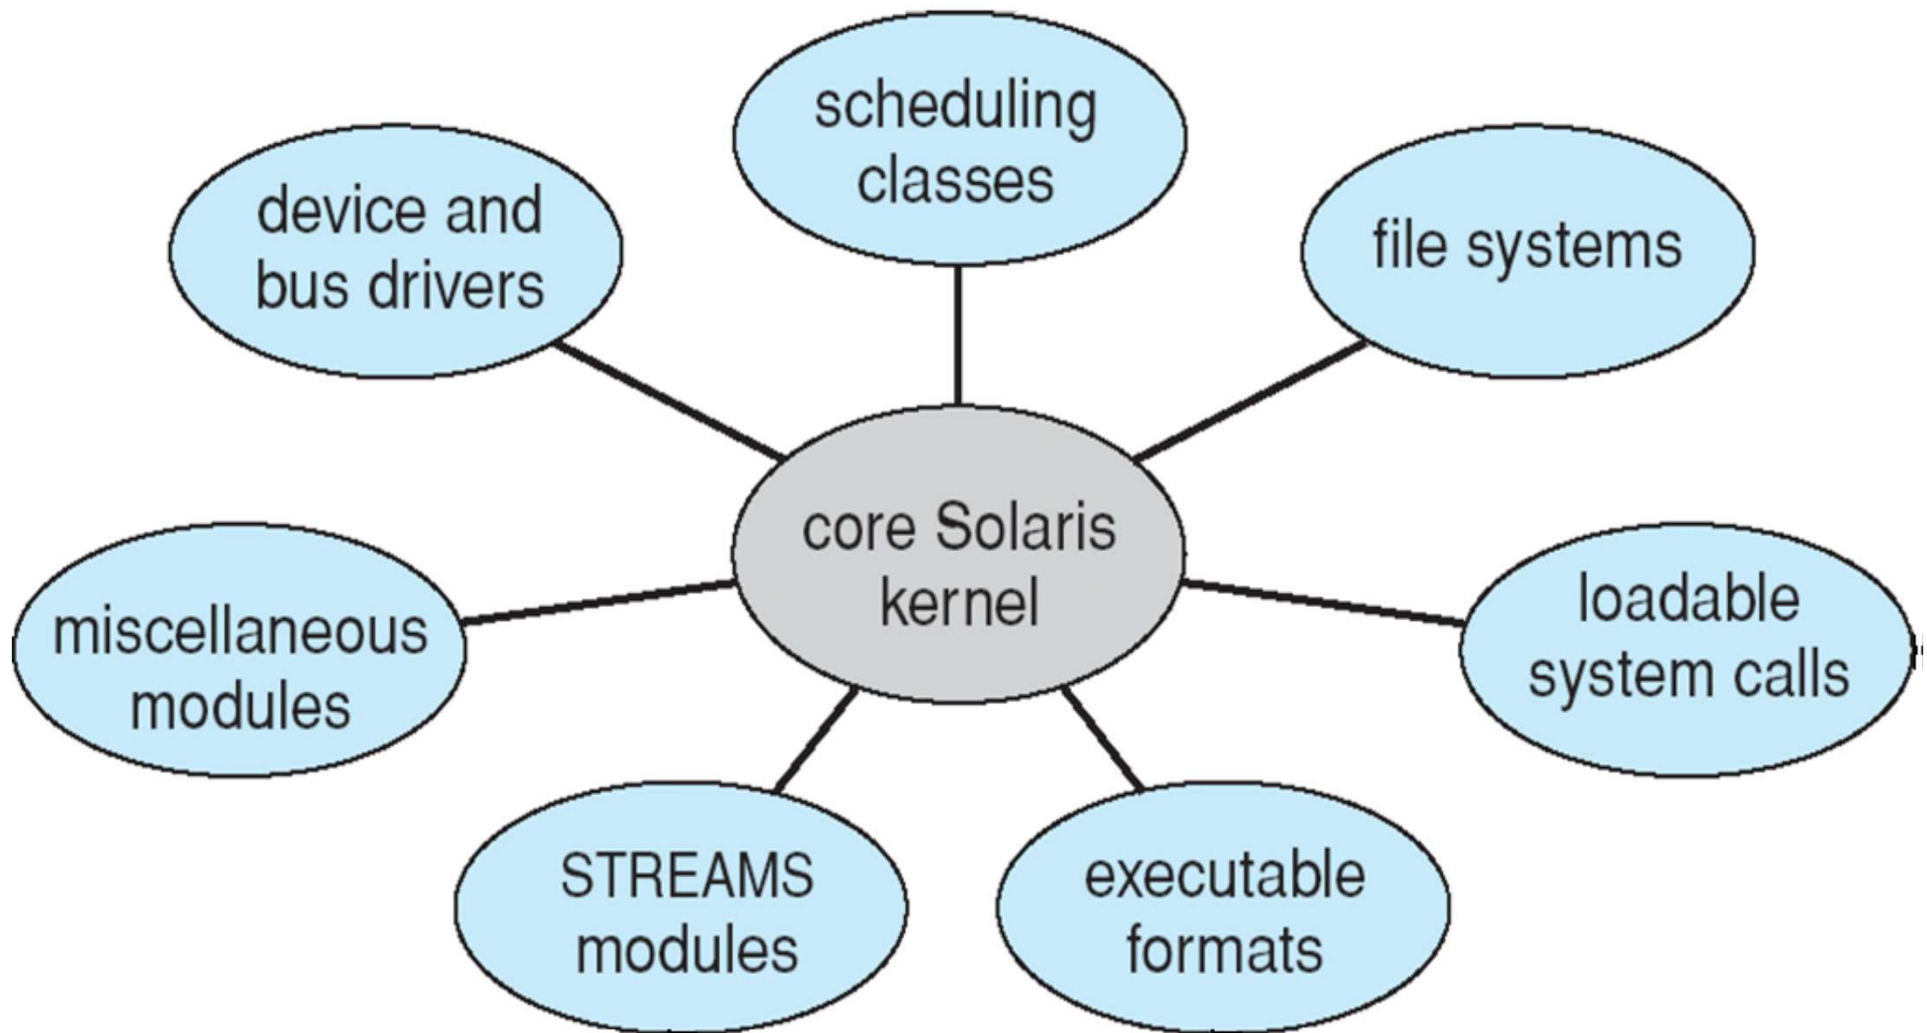 scheduling
classes
device and
bus drivers
file systems
core Solaris
kernel
miscellaneous
modules
loadable
system calls
STREAMS
modules
executable
formats